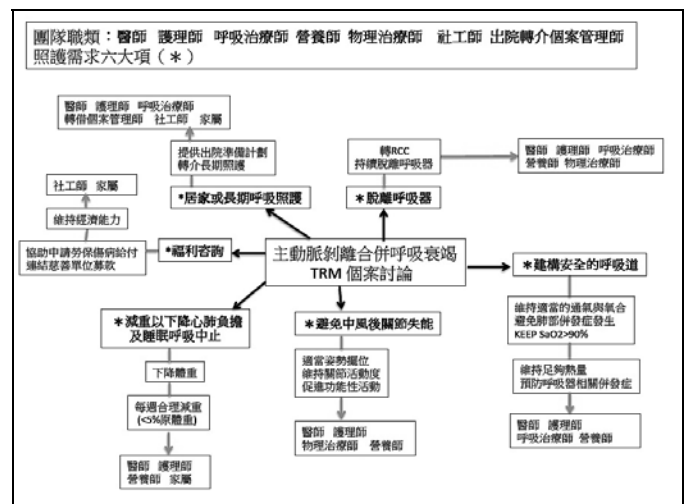 團隊職類：醫師 護理師 呼吸治療師 營養師 物理治療師 社工師 出院轉介個案管理師
照護需求六大項（＊）
醫師 護理師 呼吸治療師
轉借個案管理師 社工師 家屬
提供出院準備計劃
轉介長期照護
*居家或長期呼吸照護
轉RCC
持續脫離呼吸器
＊脫離呼吸器
醫師 護理師 呼吸治療師
營養師 物理治療師
社工師 家屬
維持經濟能力
協助申請勞保傷病給付
連結慈善單位募款
*福利咨詢
主動脈剝離合併呼吸衰竭
TRM 個案討論
＊建構安全的呼吸道
維持適當的通氣與氧合
避免肺部併發症發生
KEEP SaO2>90%
維持足夠熱量
預防呼吸器相關併發症
醫師 護理師
呼吸治療師 營養師
＊減重以下降心肺負擔
及睡眠呼吸中止
下降體重
每週合理減重
(<5%原體重)
醫師 護理師
營養師 家屬
＊避免中風後關節失能
適當姿勢擺位
維持關節活動度
促進功能性活動
醫師 護理師
物理治療師 營養師